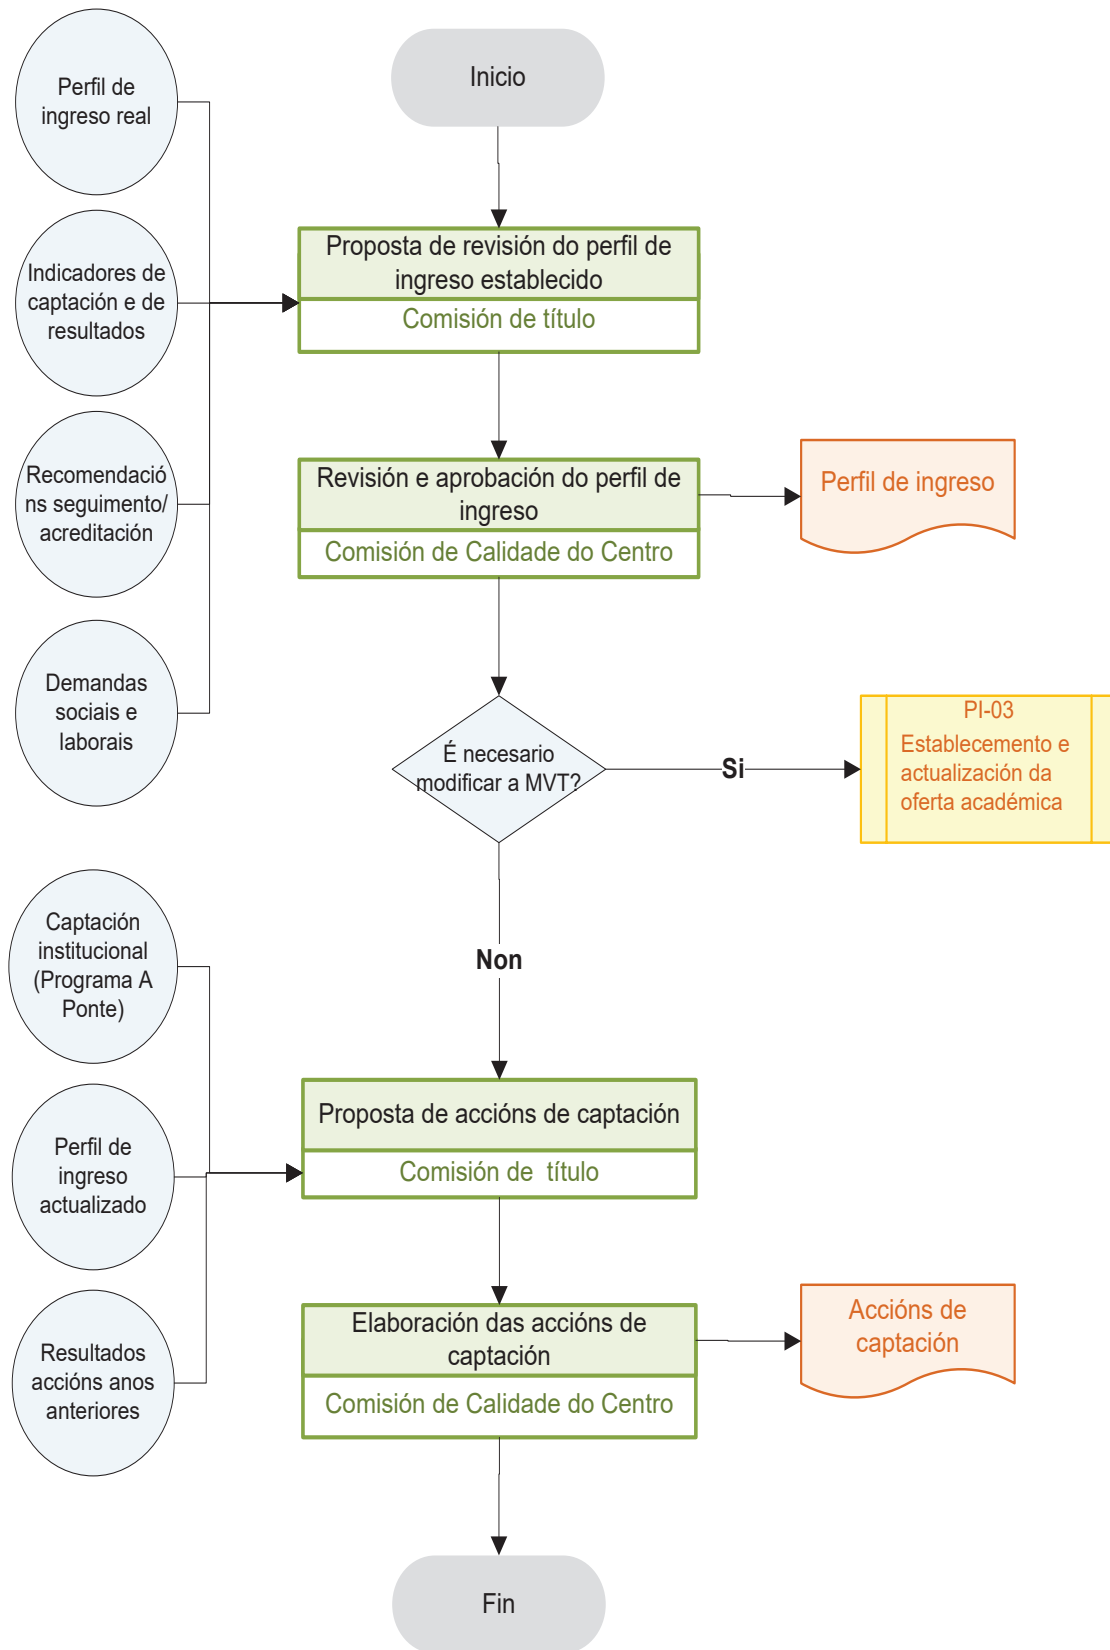 Inicio
Perfil de
ingreso real
Indicadores de
captación e de
resultados
Recomendació
ns seguimento/
acreditación
Demandas
sociais e
laborais
Proposta de revisión do perfil de
ingreso establecido
Comisión de título
Revisión e aprobación do perfil de
ingreso
Comisión de Calidade do Centro
Perfil de ingreso
É necesario
modificar a MVT?
Si
PI-03
Establecemento e
actualización da
oferta académica
Non
Captación
institucional
(Programa A
Ponte)
Perfil de
ingreso
actualizado
Resultados
accións anos
anteriores
Proposta de accións de captación
Comisión de título
Elaboración das accións de
captación
Comisión de Calidade do Centro
Accións de
captación
Fin